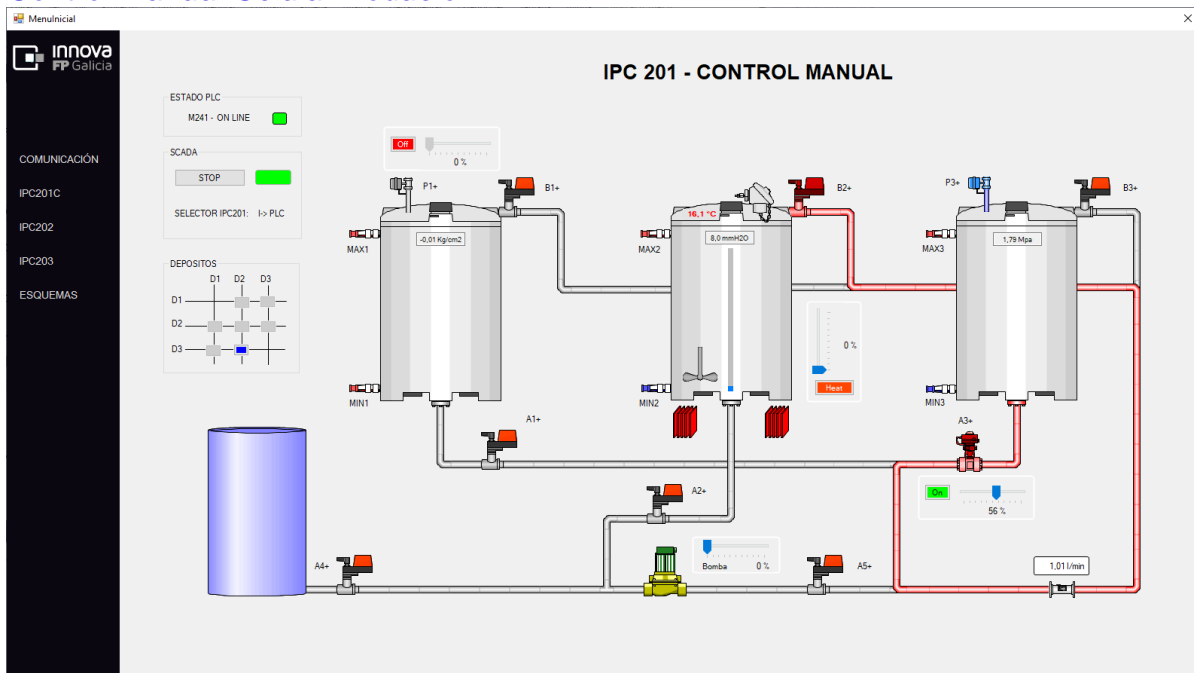 MenuInicial
innova
FP Galicia
COMUNICACIÓN
IPC201C
IPC202
IPC203
ESQUEMAS
IPC 201 - CONTROL MANUAL
ESTADO PLC
M241 - ON LINE
SCADA
STOP
SELECTOR IPC201: I-> PLC
DEPOSITOS
D1 D2 D3
D1
D2
D3
Off
0 %
P1+
B1+
MAX1
-0,01 Kg/cm2
MIN1
A1+
B2+
16,1 °C
MAX2
8,0 mmH2O
0 %
Heat
MIN2
A2+
P3+
B3+
MAX3
1,79 Mpa
MIN3
A3+
On
56 %
A4+
Bomba 0 %
A5+
1,01 l/min